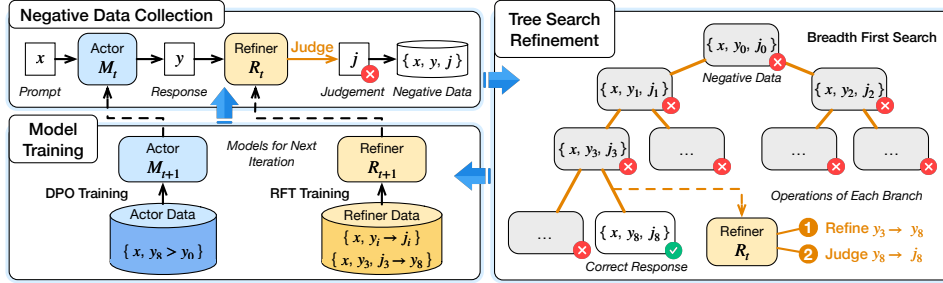 Negative Data Collection
x
Prompt
Actor
M_t
y
Response
Refiner
R_t
Judge
j
Judgement
{ x, y, j }
Negative Data
Model
Training
Models for Next
Iteration
Actor
M_{t+1}
Refiner
R_{t+1}
DPO Training
RFT Training
Actor Data
{ x, y_8 > y_0 }
Refiner Data
{ x, y_i → j_i }
{ x, y_3, j_3 → y_8 }
Tree Search
Refinement
Breadth First Search
{ x, y_0, j_0 }
Negative Data
{ x, y_1, j_1 }
{ x, y_2, j_2 }
{ x, y_3, j_3 }
...
...
...
Operations of Each Branch
...
{ x, y_8, j_8 }
Correct Response
Refiner
R_t
1 Refine y_3 → y_8
2 Judge y_8 → j_8